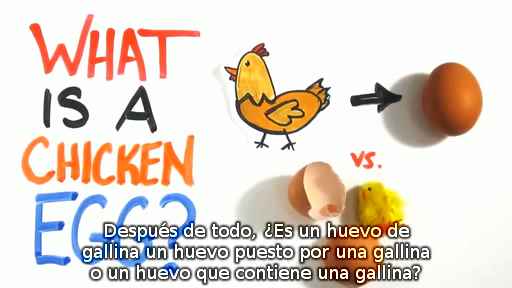 WHAT
IS A
CHICKEN
EGG?
vs.
Después de todo, ¿Es un huevo de
gallina un huevo puesto por una gallina
o un huevo que contiene una gallina?